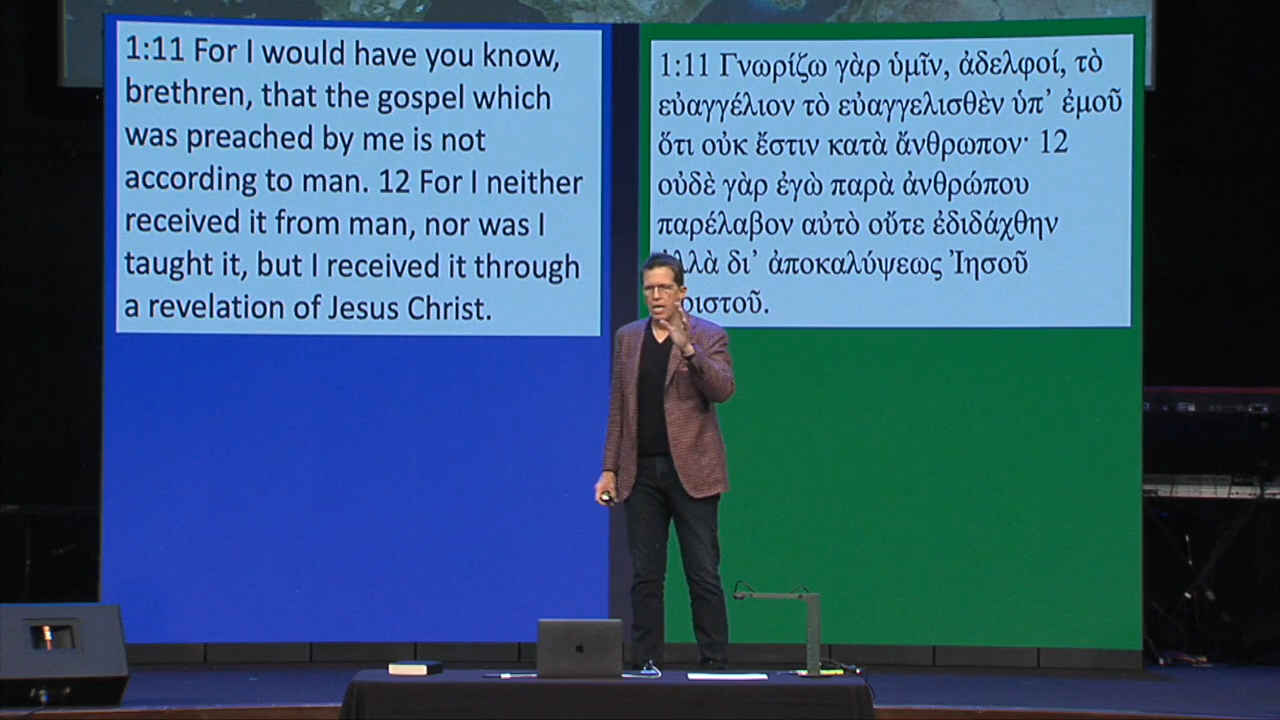 1:11 For I would have you know,
brethren, that the gospel which
was preached by me is not
according to man. 12 For I neither
received it from man, nor was I
taught it, but I received it through
a revelation of Jesus Christ.
1:11 Γνωρίζω γὰρ ὑμῖν, ἀδελφοί, τὸ
εὐαγγέλιον τὸ εὐαγγελισθὲν ὑπ’ ἐμοῦ
ὅτι οὐκ ἔστιν κατὰ ἄνθρωπον· 12
οὐδὲ γὰρ ἐγὼ παρὰ ἀνθρώπου
παρέλαβον αὐτὸ οὔτε ἐδιδάχθην
δι’ ἀποκαλύψεως Ἰησοῦ